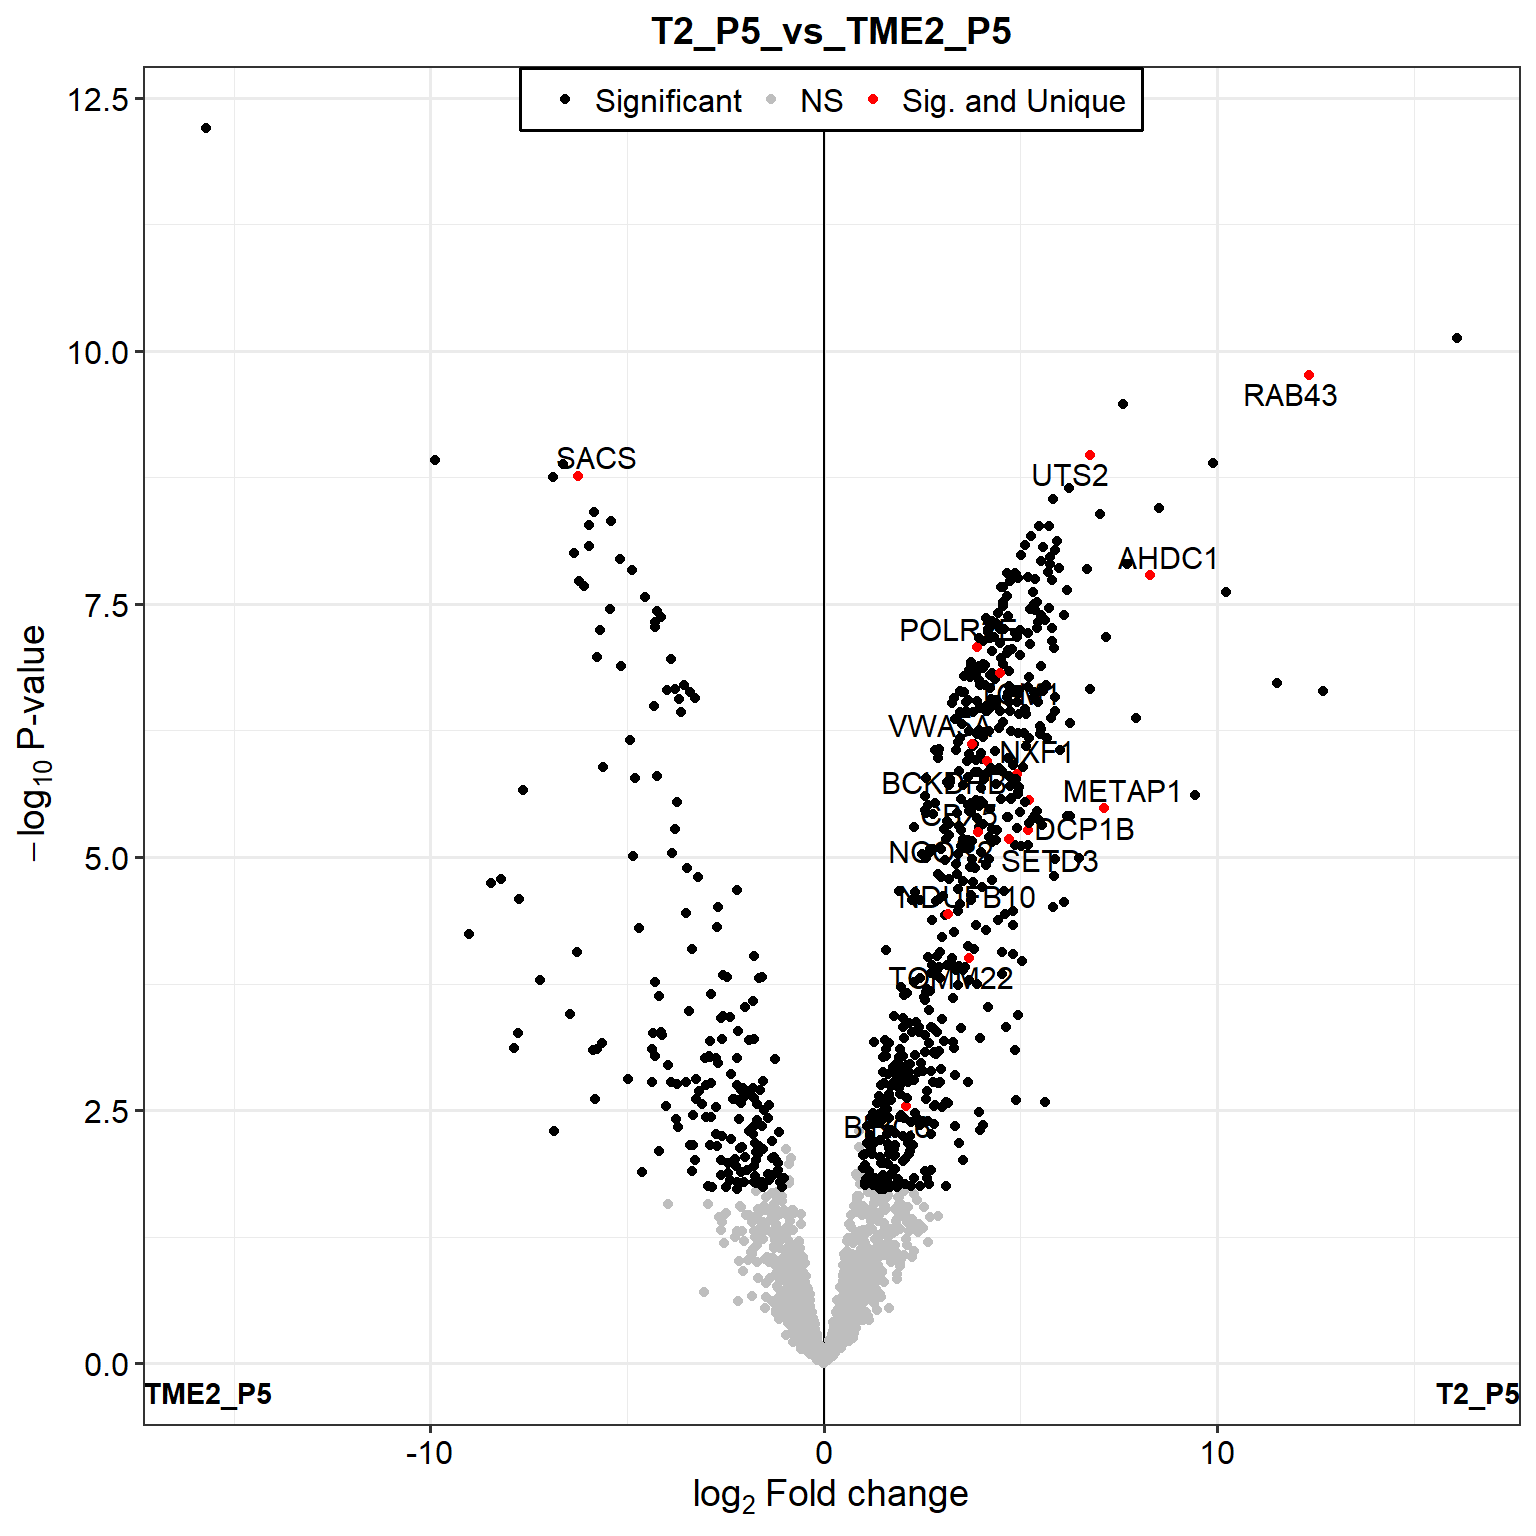 T2_P5_vs_TME2_P5
Significant NS Sig. and Unique
12.5
10.0
7.5
5.0
2.5
0.0
−log10 P-value
RAB43
SACS
UTS2
AHDC1
NXF1
METAP1
DCP1B
SETD3
NDUFB10
TOMM22
TME2_P5 T2_P5
-10 0 10
log2 Fold change